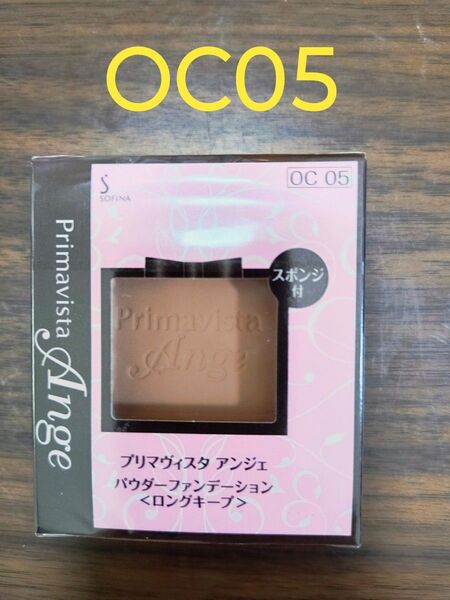 OC05
SOFINA
OC 05
Primavista Ange
スポンジ
付
Primavista
Ange
プリマヴィスタ アンジェ
パウダーファンデーション
<ロングキープ>